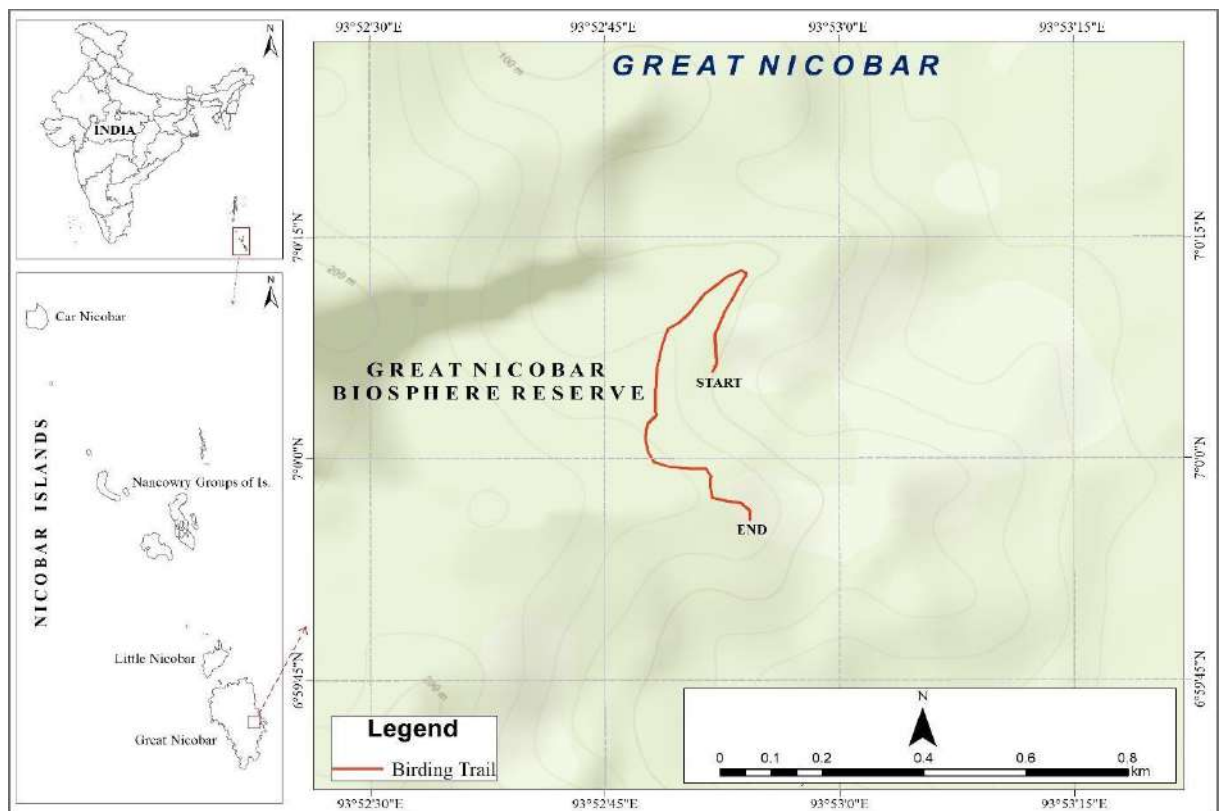 N
INDIA
N
Car Nicobar
NICOBAR ISLANDS
Nancowry Groups of Is.
Little Nicobar
Great Nicobar
93°52'30"E 93°52'45"E 93°53'0"E 93°53'15"E
GREAT NICOBAR
100 m
7°0'15"N 7°0'15"N
200 m
GREAT NICOBAR
BIOSPHERE RESERVE
START
7°0'0"N 7°0'0"N
END
6°59'45"N 6°59'45"N
Legend
Birding Trail
N
0 0.1 0.2 0.4 0.6 0.8
km
93°52'30"E 93°52'45"E 93°53'0"E 93°53'15"E